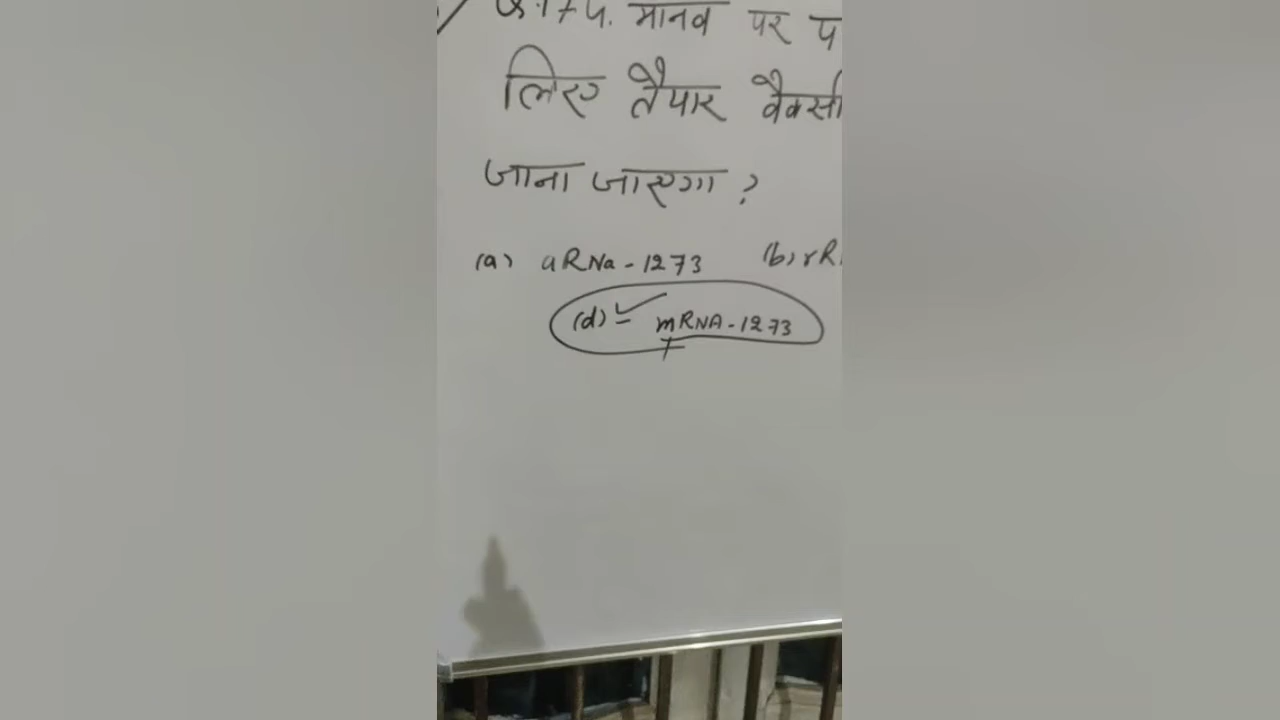 मानव पर
लिए तैयार
जाना जाएगा ?
(a) aRNa-1273 (b)
(d) mRNA-1273